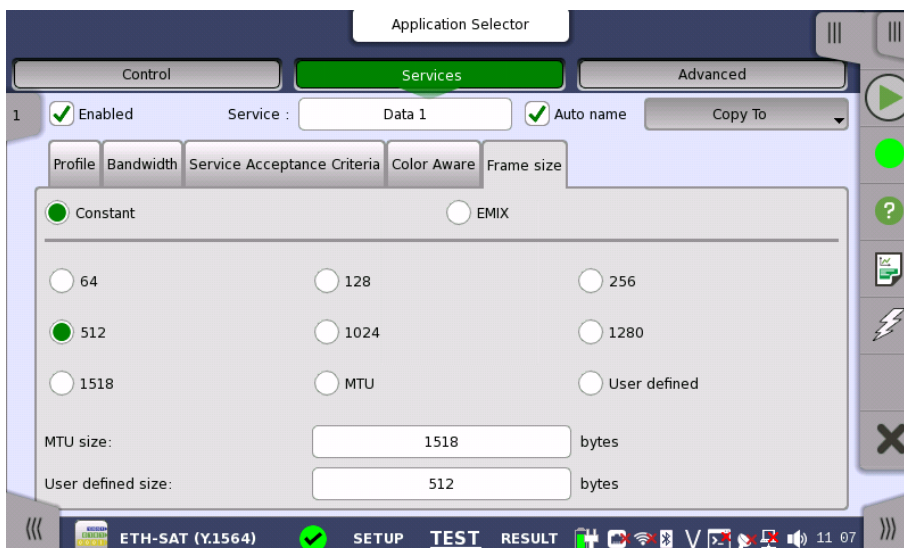 Application Selector
Control Services Advanced
1 Enabled Service : Data 1 Auto name Copy To
Profile Bandwidth Service Acceptance Criteria Color Aware Frame size
Constant EMIX
64 128 256
512 1024 1280
1518 MTU User defined
MTU size: 1518 bytes
User defined size: 512 bytes
ETH-SAT (Y.1564) SETUP TEST RESULT V 11 07